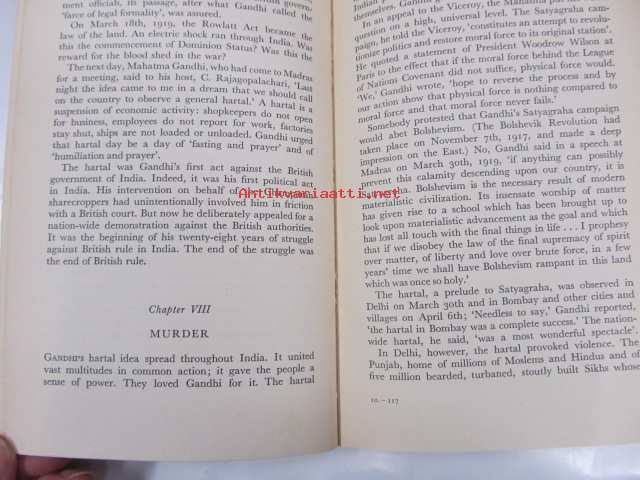 ment officials, its passage, after what Gandhi called the
'farce of legal formality', was assured.
On March 18th, 1919, the Rowlatt Act became the
law of the land. An electric shock ran through India. Was
this the commencement of Dominion Status? Was this the
reward for the blood shed in the war?
The next day, Mahatma Gandhi, who had come to Madras
for a meeting, said to his host, C. Rajagopalachari, 'Last
night the idea came to me in a dream that we should call
on the country to observe a general hartal.' A hartal is a
suspension of economic activity: shopkeepers do not open
for business, employees do not report for work, factories
stay shut, ships are not loaded or unloaded. Gandhi urged
that hartal day be a day of 'fasting and prayer' and of
'humiliation and prayer'.
The hartal was Gandhi's first act against the British
government of India. Indeed, it was his first political act
in India. His intervention on behalf of the
sharecroppers had unintentionally involved him in friction
with a British court. But now he deliberately appealed for a
nation-wide demonstration against the British authorities.
It was the beginning of his twenty-eight years of struggle
against British rule in India. The end of the struggle was
the end of British rule.
Chapter VIII
MURDER
GANDHI'S hartal idea spread throughout India. It united
vast multitudes in common action; it gave the people a
sense of power. They loved Gandhi for it. The hartal
themselves.
In an appeal to the Viceroy, the Mahatma put
question on a high, universal level. The Satyagraha cam-
paign, he told the Viceroy, 'constitutes an attempt to revolu-
tionize politics and restore moral force to its original station'.
He quoted a statement of President Woodrow Wilson at
Paris to the effect that if the moral force behind the League
of Nations Covenant did not suffice, physical force would.
'We,' Gandhi wrote, 'hope to reverse the process and by
our action show that physical force is nothing compared to
moral force and that moral force never fails.'
Somebody protested that Gandhi's Satyagraha campaign
would abet Bolshevism. (The Bolshevik Revolution had
taken place on November 7th, 1917, and made a deep
impression on the East.) No, Gandhi said in a speech at
Madras on March 30th, 1919, 'if anything can possibly
prevent this calamity descending upon our country, it is
Bolshevism is the necessary result of modern
materialistic civilization. Its insensate worship of matter
has given rise to a school which has been brought up to
look upon materialistic advancement as the goal and which
has lost all touch with the final things in life . . . I prophesy
that if we disobey the law of the final supremacy of spirit
over matter, of liberty and love over brute force, in a few
years' time we shall have Bolshevism rampant in this land
which was once so holy.'
The hartal, a prelude to Satyagraha, was observed in
Delhi on March 30th and in Bombay and other cities and
villages on April 6th; 'Needless to say,' Gandhi reported,
'the hartal in Bombay was a complete success.' The nation-
wide hartal, he said, 'was a most wonderful spectacle'.
In Delhi, however, the hartal provoked violence. The
Punjab, home of millions of Moslems and Hindus and of
five million bearded, turbaned, stoutly built Sikhs whose
10.—117
Antikvariaatti.net